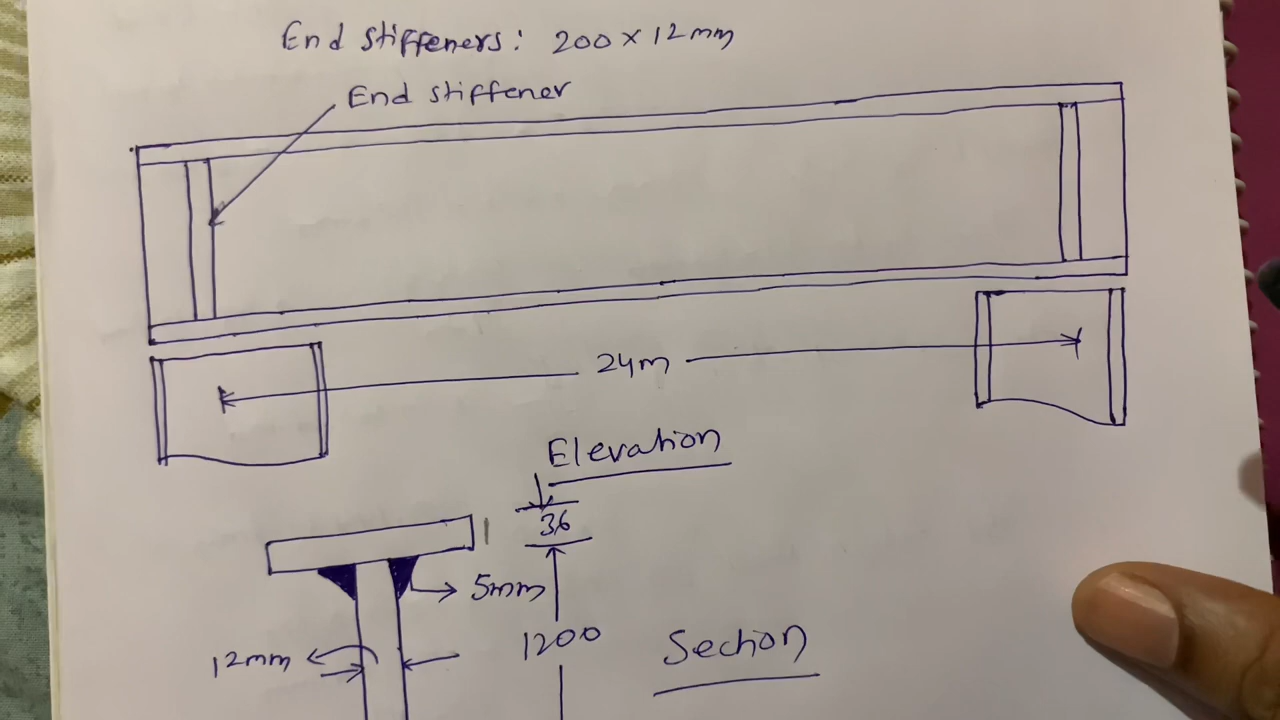 End stiffeners: 200 x 12mm
End stiffener
24m
Elevation
36
5mm
1200
12mm
Section